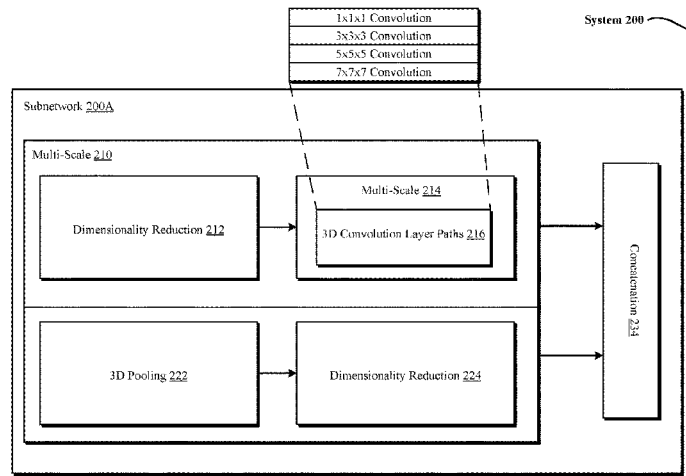 System 200
1x1x1 Convolution
3x3x3 Convolution
5x5x5 Convolution
7x7x7 Convolution
Subnetwork 200A
Multi-Scale 210
Dimensionality Reduction 212
Multi-Scale 214
3D Convolution Layer Paths 216
3D Pooling 222
Dimensionality Reduction 224
Concatenation 234